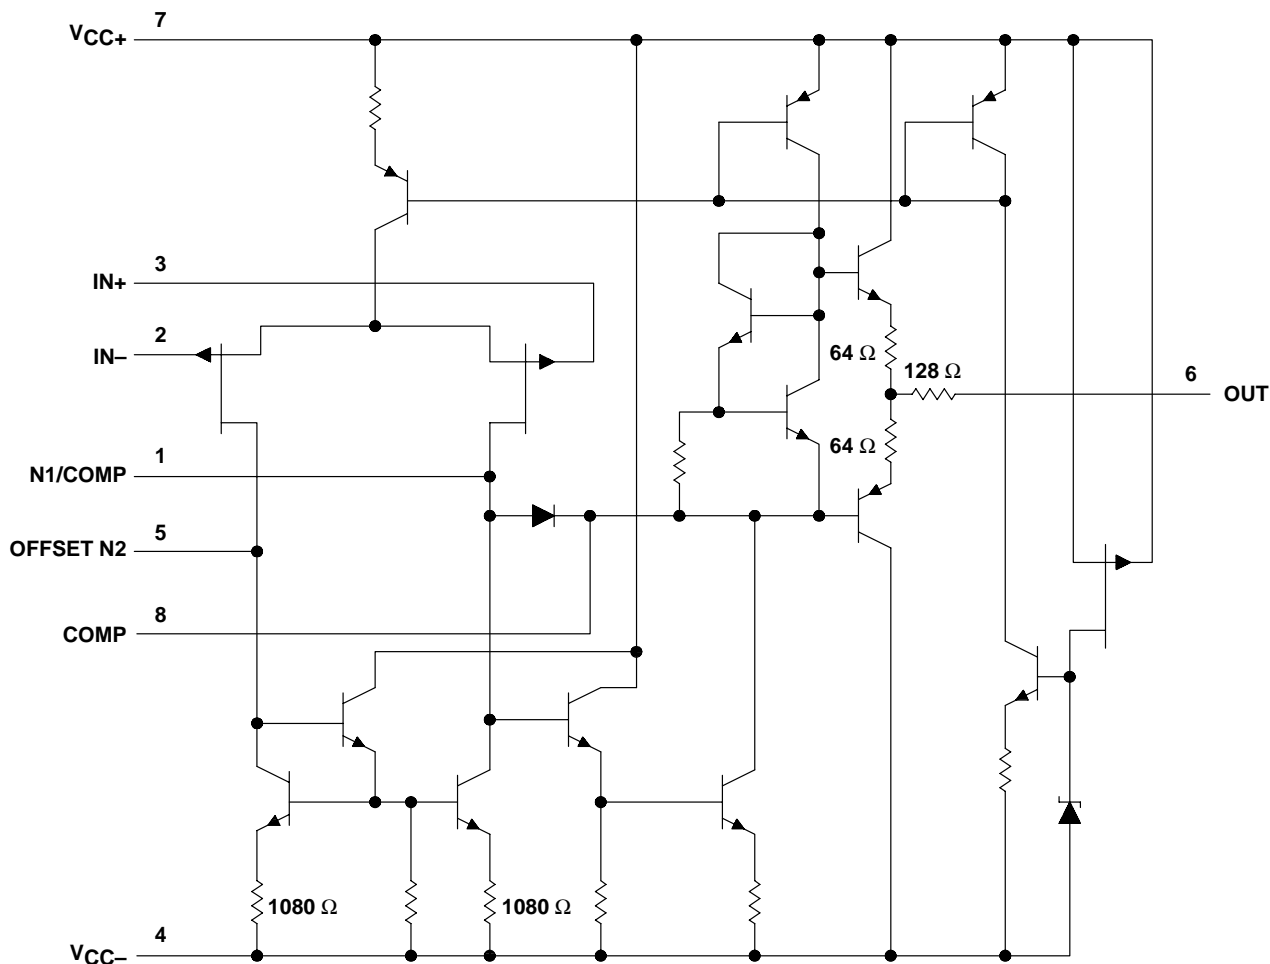 VCC+ 7
IN+ 3
IN– 2
64 Ω
128 Ω
6 OUT
64 Ω
N1/COMP 1
OFFSET N2 5
COMP 8
1080 Ω
1080 Ω
VCC– 4